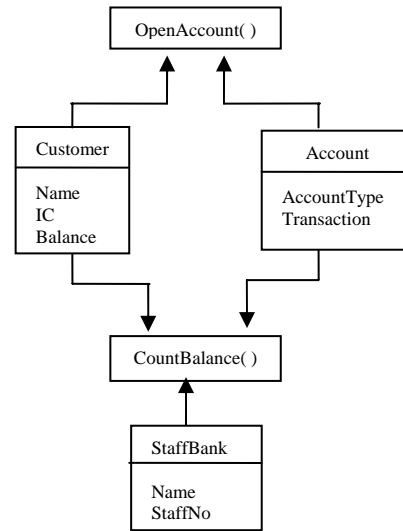 OpenAccount( )
Customer
Name
IC
Balance
Account
AccountType
Transaction
CountBalance( )
StaffBank
Name
StaffNo